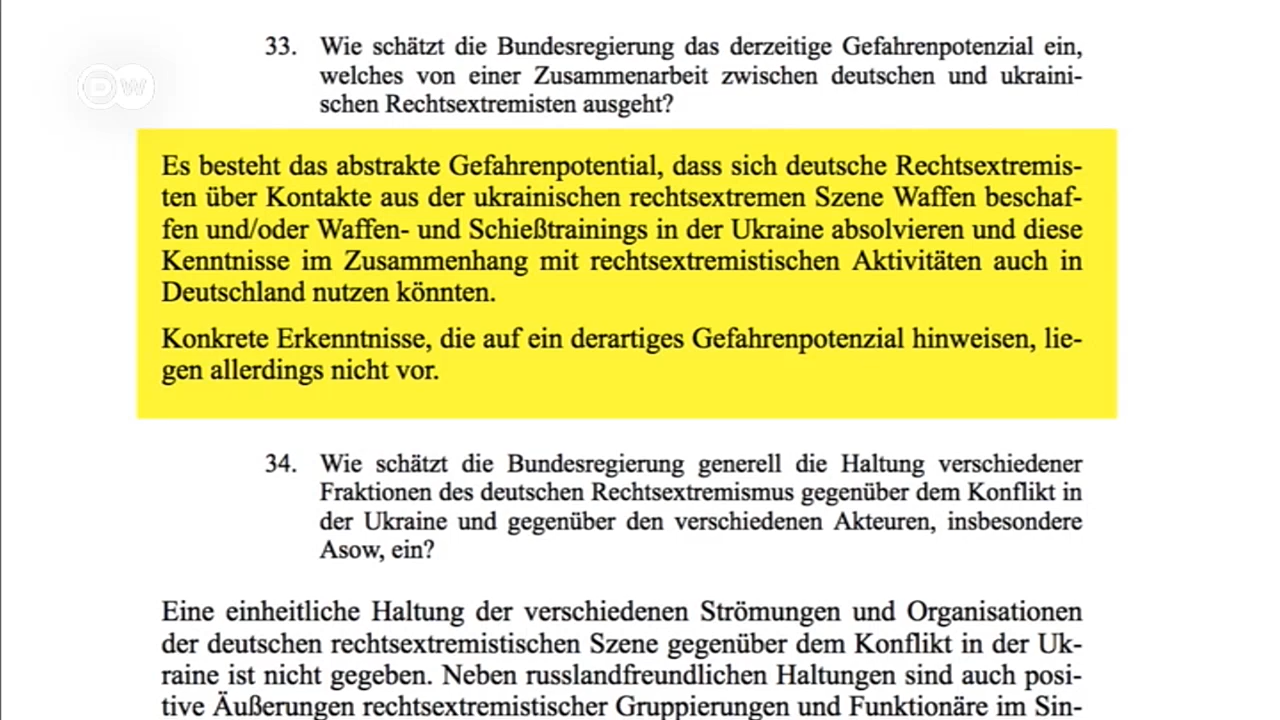 DW
33. Wie schätzt die Bundesregierung das derzeitige Gefahrenpotenzial ein,
welches von einer Zusammenarbeit zwischen deutschen und ukraini-
schen Rechtsextremisten ausgeht?
Es besteht das abstrakte Gefahrenpotential, dass sich deutsche Rechtsextremis-
ten über Kontakte aus der ukrainischen rechtsextremen Szene Waffen beschaf-
fen und/oder Waffen- und Schießtrainings in der Ukraine absolvieren und diese
Kenntnisse im Zusammenhang mit rechtsextremistischen Aktivitäten auch in
Deutschland nutzen könnten.
Konkrete Erkenntnisse, die auf ein derartiges Gefahrenpotenzial hinweisen, lie-
gen allerdings nicht vor.
34. Wie schätzt die Bundesregierung generell die Haltung verschiedener
Fraktionen des deutschen Rechtsextremismus gegenüber dem Konflikt in
der Ukraine und gegenüber den verschiedenen Akteuren, insbesondere
Asow, ein?
Eine einheitliche Haltung der verschiedenen Strömungen und Organisationen
der deutschen rechtsextremistischen Szene gegenüber dem Konflikt in der Uk-
raine ist nicht gegeben. Neben russlandfreundlichen Haltungen sind auch posi-
tive Äußerungen rechtsextremistischer Gruppierungen und Funktionäre im Sin-